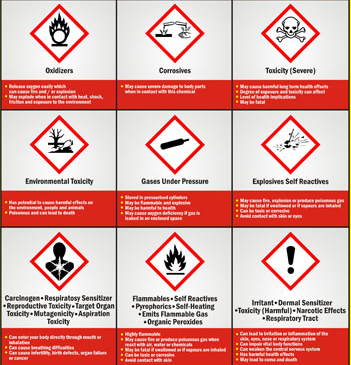 Oxidizers
• Release oxygen easily which
can cause fire and / or explosion
• May explode when in contact with heat, shock,
friction and exposure to the environment
Corrosives
• May cause severe damage to body parts
when in contact with this chemical
Toxicity (Severe)
• May cause harmful long term health effects
• Degree of exposure and toxicity can affect
• Level of health implications
• May be fatal
Environmental Toxicity
• Has potential to cause harmful effects on
the environment, people and animals
• Poisonous and can lead to death
Gases Under Pressure
• Stored in pressurised cylinders
• May be flammable and explosive
• May be harmful to health
• May cause oxygen deficiency if gas is
leaked in an enclosed space
Explosives Self Reactives
• May cause fire, explosion or produce poisonous gas
• May be fatal if swallowed or if vapours are inhaled
• Can be toxic or corrosive
• Avoid contact with skin or eyes
Carcinogen • Respiratosy Sensitizer
• Reproductive Toxicity • Target Organ
Toxicity • Mutagenicity • Aspiration
Toxicity
• Can enter your body directly through mouth or
inhalation
• Can cause breathing difficulties
• Can cause infertility, birth defects, organ failure
or cancer
Flammables • Self Reactives
• Pyrophorics • Self-Heating
• Emits Flammable Gas
• Organic Peroxides
• Highly flammable
• May cause fire or produce poisonous gas when
react with air, water or chemicals
• May be fatal if swallowed or if vapours are inhaled
• Can be toxic or corrosive
• Avoid contact with skin
Irritant • Dermal Sensitizer
• Toxicity (Harmful) • Narcotic Effects
• Respiratory Tract
• Can lead to irritation or inflammation of the
skin, eyes, nose or respiratory system
• Can impair vital body functions
• Can weaken the central nervous system
• Has harmful health effects
• May lead to coma and death